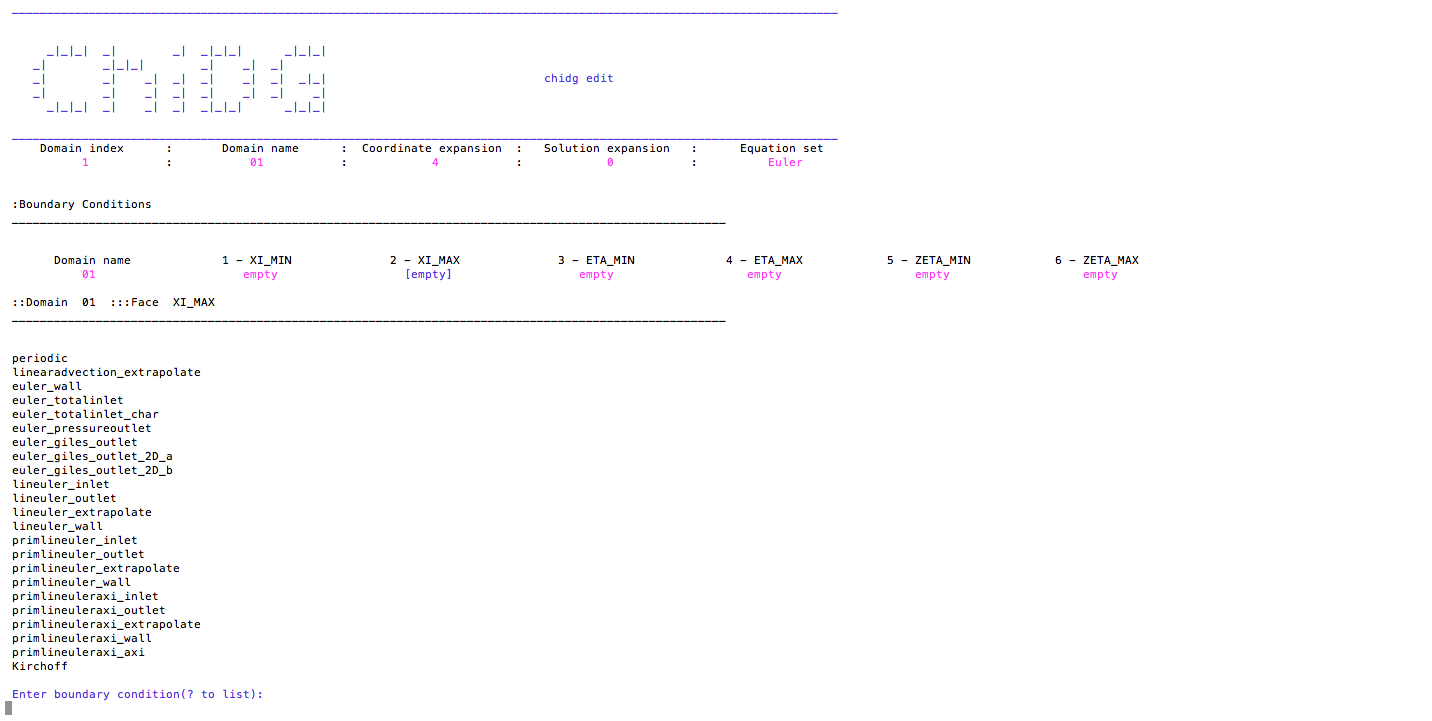 _|_|_|  _|        _|  _|_|_|      _|_|_|
_|        _|_|_|        _|    _|  _|
_|        _|    _|  _|  _|    _|  _|  _|_|
_|        _|    _|  _|  _|    _|  _|    _|
_|_|_|  _|    _|  _|  _|_|_|      _|_|_|
chidg edit
Domain index : Domain name : Coordinate expansion : Solution expansion : Equation set
1 : 01 : 4 : 0 : Euler
:Boundary Conditions
Domain name 1 - XI_MIN 2 - XI_MAX 3 - ETA_MIN 4 - ETA_MAX 5 - ZETA_MIN 6 - ZETA_MAX
01 empty [empty] empty empty empty empty
::Domain 01 :::Face XI_MAX
periodic
linearadvection_extrapolate
euler_wall
euler_totalinlet
euler_totalinlet_char
euler_pressureoutlet
euler_giles_outlet
euler_giles_outlet_2D_a
euler_giles_outlet_2D_b
lineuler_inlet
lineuler_outlet
lineuler_extrapolate
lineuler_wall
primlineuler_inlet
primlineuler_outlet
primlineuler_extrapolate
primlineuler_wall
primlineuleraxi_inlet
primlineuleraxi_outlet
primlineuleraxi_extrapolate
primlineuleraxi_wall
primlineuleraxi_axi
Kirchoff
Enter boundary condition(? to list):